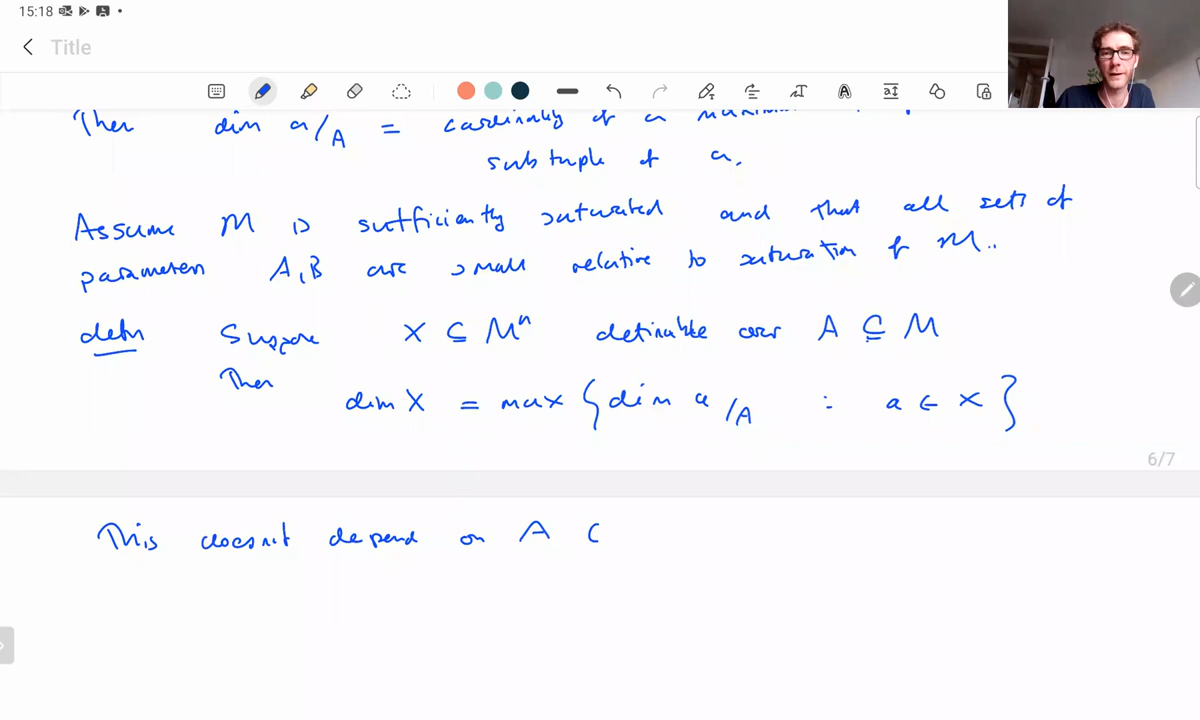 15:18
Title
Then dim a/A = cardinality of a
subtuple of a.
Assume M is sufficiently saturated and that all sets of
parameters A, B are small relative to saturation of M..
defn Suppose X ⊆ Mⁿ definable over A ⊆ M
Then
dim X = max { dim a/A : a ∈ X }
6/7
This doesn't depend on A (